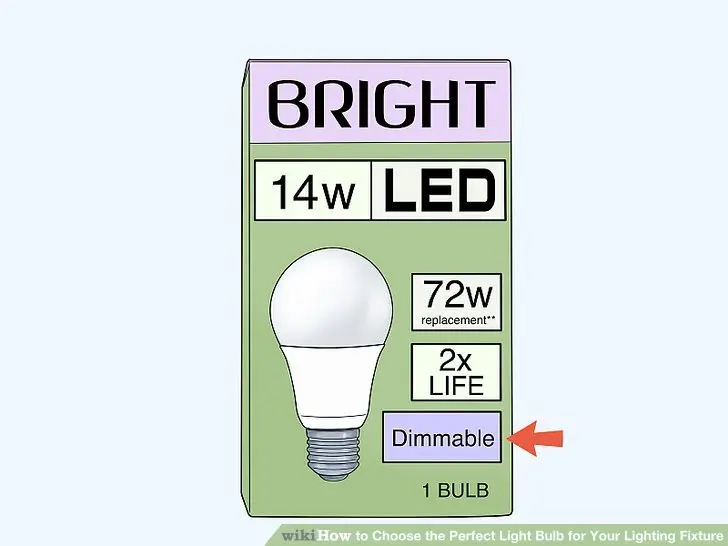 BRIGHT
14w LED
72w
replacement**
2x
LIFE
Dimmable
1 BULB
wikiHow to Choose the Perfect Light Bulb for Your Lighting Fixture